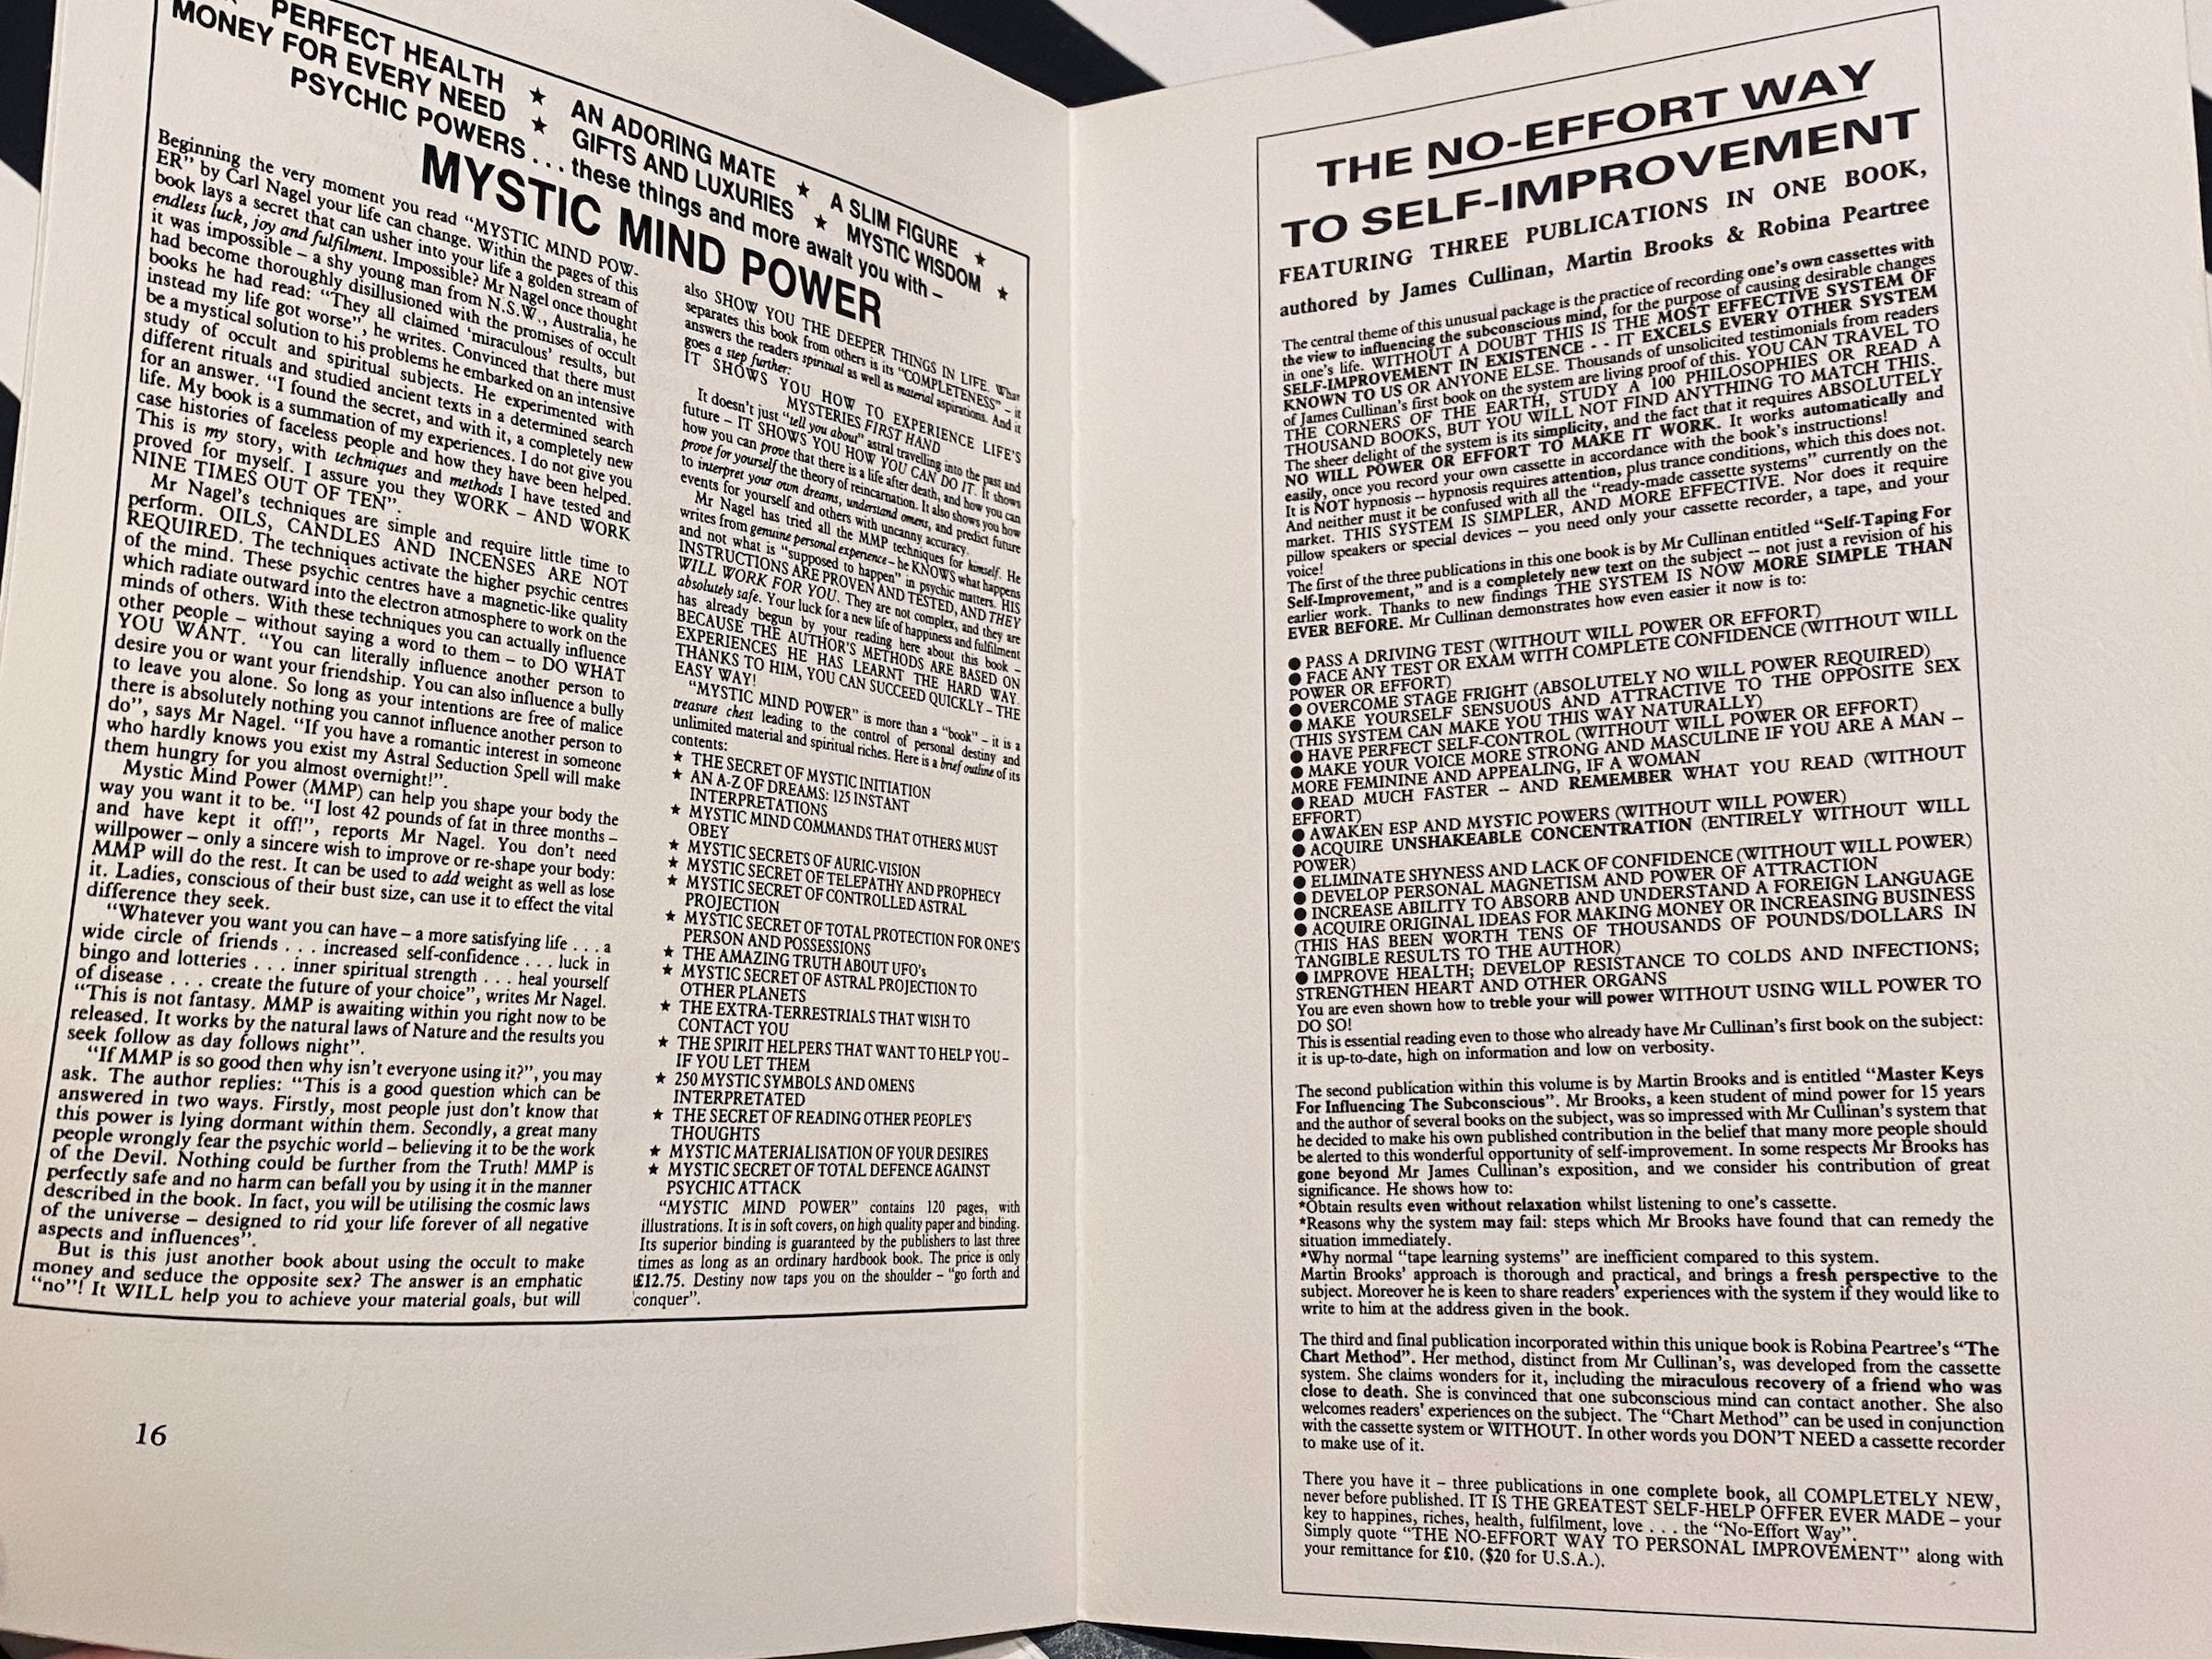 PERFECT HEALTH ★ AN ADORING MATE ★ A SLIM FIGURE ★
MONEY FOR EVERY NEED ★ GIFTS AND LUXURIES ★ MYSTIC WISDOM ★
PSYCHIC POWERS . . . these things and more await you with –
MYSTIC MIND POWER
Beginning the very moment you read “MYSTIC MIND POW-
ER” by Carl Nagel your life can change. Within the pages of this
book lays a secret that can usher into your life a golden stream of
endless luck, joy and fulfilment. Impossible? Mr Nagel once thought
it was impossible – a shy young man from N.S.W., Australia, he
had become thoroughly disillusioned with the promises of occult
books he had read: “They all claimed ‘miraculous’ results, but
instead my life got worse”, he writes. Convinced that there must
be a mystical solution to his problems he embarked on an intensive
study of occult and spiritual subjects. He experimented with
different rituals and studied ancient texts in a determined search
for an answer. “I found the secret, and with it, a completely new
life. My book is a summation of my experiences. I do not give you
case histories of faceless people and how they have been helped.
This is my story, with techniques and methods I have tested and
proved for myself. I assure you they WORK – AND WORK
NINE TIMES OUT OF TEN”.
Mr Nagel’s techniques are simple and require little time to
perform. OILS, CANDLES AND INCENSES ARE NOT
REQUIRED. The techniques activate the higher psychic centres
of the mind. These psychic centres have a magnetic-like quality
which radiate outward into the electron atmosphere to work on the
minds of others. With these techniques you can actually influence
other people – without saying a word to them – to DO WHAT
YOU WANT. “You can literally influence another person to
desire you or want your friendship. You can also influence a bully
to leave you alone. So long as your intentions are free of malice
there is absolutely nothing you cannot influence another person to
do”, says Mr Nagel. “If you have a romantic interest in someone
who hardly knows you exist my Astral Seduction Spell will make
them hungry for you almost overnight!”.
Mystic Mind Power (MMP) can help you shape your body the
way you want it to be. “I lost 42 pounds of fat in three months –
and have kept it off!”, reports Mr Nagel. You don’t need
willpower – only a sincere wish to improve or re-shape your body:
MMP will do the rest. It can be used to add weight as well as lose
it. Ladies, conscious of their bust size, can use it to effect the vital
difference they seek.
“Whatever you want you can have – a more satisfying life . . . a
wide circle of friends . . . increased self-confidence . . . luck in
bingo and lotteries . . . inner spiritual strength . . . heal yourself
of disease . . . create the future of your choice”, writes Mr Nagel.
“This is not fantasy. MMP is awaiting within you right now to be
released. It works by the natural laws of Nature and the results you
seek follow as day follows night”.
“If MMP is so good then why isn’t everyone using it?”, you may
ask. The author replies: “This is a good question which can be
answered in two ways. Firstly, most people just don’t know that
this power is lying dormant within them. Secondly, a great many
people wrongly fear the psychic world – believing it to be the work
of the Devil. Nothing could be further from the Truth! MMP is
perfectly safe and no harm can befall you by using it in the manner
described in the book. In fact, you will be utilising the cosmic laws
of the universe – designed to rid your life forever of all negative
aspects and influences”.
But is this just another book about using the occult to make
money and seduce the opposite sex? The answer is an emphatic
“no”! It WILL help you to achieve your material goals, but will
also SHOW YOU THE DEEPER THINGS IN LIFE. What
separates this book from others is its “COMPLETENESS” – it
answers the readers spiritual as well as material aspirations. And it
goes a step further:
IT SHOWS YOU HOW TO EXPERIENCE LIFE’S
MYSTERIES FIRST HAND
It doesn’t just “tell you about” astral travelling into the past and
future – IT SHOWS YOU HOW YOU CAN DO IT. It shows
how you can prove that there is a life after death, and how you can
prove for yourself the theory of reincarnation. It also shows you how
to interpret your own dreams, understand omens, and predict future
events for yourself and others with uncanny accuracy.
Mr Nagel has tried all the MMP techniques for himself. He
writes from genuine personal experience – he KNOWS what happens
and not what is “supposed to happen” in psychic matters. HIS
INSTRUCTIONS ARE PROVEN AND TESTED, AND THEY
WILL WORK FOR YOU. They are not complex, and they are
absolutely safe. Your luck for a new life of happiness and fulfilment
has already begun by your reading here about this book –
BECAUSE THE AUTHOR’S METHODS ARE BASED ON
EXPERIENCES HE HAS LEARNT THE HARD WAY.
THANKS TO HIM, YOU CAN SUCCEED QUICKLY – THE
EASY WAY!
“MYSTIC MIND POWER” is more than a “book” – it is a
treasure chest leading to the control of personal destiny and
unlimited material and spiritual riches. Here is a brief outline of its
contents:
★ THE SECRET OF MYSTIC INITIATION
★ AN A-Z OF DREAMS: 125 INSTANT
INTERPRETATIONS
★ MYSTIC MIND COMMANDS THAT OTHERS MUST
OBEY
★ MYSTIC SECRETS OF AURIC-VISION
★ MYSTIC SECRET OF TELEPATHY AND PROPHECY
★ MYSTIC SECRET OF CONTROLLED ASTRAL
PROJECTION
★ MYSTIC SECRET OF TOTAL PROTECTION FOR ONE’S
PERSON AND POSSESSIONS
★ THE AMAZING TRUTH ABOUT UFO’s
★ MYSTIC SECRET OF ASTRAL PROJECTION TO
OTHER PLANETS
★ THE EXTRA-TERRESTRIALS THAT WISH TO
CONTACT YOU
★ THE SPIRIT HELPERS THAT WANT TO HELP YOU –
IF YOU LET THEM
★ 250 MYSTIC SYMBOLS AND OMENS
INTERPRETATED
★ THE SECRET OF READING OTHER PEOPLE’S
THOUGHTS
★ MYSTIC MATERIALISATION OF YOUR DESIRES
★ MYSTIC SECRET OF TOTAL DEFENCE AGAINST
PSYCHIC ATTACK
“MYSTIC MIND POWER” contains 120 pages, with
illustrations. It is in soft covers, on high quality paper and binding.
Its superior binding is guaranteed by the publishers to last three
times as long as an ordinary hardbook book. The price is only
£12.75. Destiny now taps you on the shoulder – “go forth and
conquer”.
16
THE NO-EFFORT WAY
TO SELF-IMPROVEMENT
FEATURING THREE PUBLICATIONS IN ONE BOOK,
authored by James Cullinan, Martin Brooks & Robina Peartree
The central theme of this unusual package is the practice of recording one’s own cassettes with
the view to influencing the subconscious mind, for the purpose of causing desirable changes
in one’s life. WITHOUT A DOUBT THIS IS THE MOST EFFECTIVE SYSTEM OF
SELF-IMPROVEMENT IN EXISTENCE - - IT EXCELS EVERY OTHER SYSTEM
KNOWN TO US OR ANYONE ELSE. Thousands of unsolicited testimonials from readers
of James Cullinan’s first book on the system are living proof of this. YOU CAN TRAVEL TO
THE CORNERS OF THE EARTH, STUDY A 100 PHILOSOPHIES OR READ A
THOUSAND BOOKS, BUT YOU WILL NOT FIND ANYTHING TO MATCH THIS.
The sheer delight of the system is its simplicity, and the fact that it requires ABSOLUTELY
NO WILL POWER OR EFFORT TO MAKE IT WORK. It works automatically and
easily, once you record your own cassette in accordance with the book’s instructions!
It is NOT hypnosis -- hypnosis requires attention, plus trance conditions, which this does not.
And neither must it be confused with all the “ready-made cassette systems” currently on the
market. THIS SYSTEM IS SIMPLER, AND MORE EFFECTIVE. Nor does it require
pillow speakers or special devices -- you need only your cassette recorder, a tape, and your
voice!
The first of the three publications in this one book is by Mr Cullinan entitled “Self-Taping For
Self-Improvement,” and is a completely new text on the subject -- not just a revision of his
earlier work. Thanks to new findings THE SYSTEM IS NOW MORE SIMPLE THAN
EVER BEFORE. Mr Cullinan demonstrates how even easier it now is to:
● PASS A DRIVING TEST (WITHOUT WILL POWER OR EFFORT)
● FACE ANY TEST OR EXAM WITH COMPLETE CONFIDENCE (WITHOUT WILL
POWER OR EFFORT)
● OVERCOME STAGE FRIGHT (ABSOLUTELY NO WILL POWER REQUIRED)
● MAKE YOURSELF SENSUOUS AND ATTRACTIVE TO THE OPPOSITE SEX
(THIS SYSTEM CAN MAKE YOU THIS WAY NATURALLY)
● HAVE PERFECT SELF-CONTROL (WITHOUT WILL POWER OR EFFORT)
● MAKE YOUR VOICE MORE STRONG AND MASCULINE IF YOU ARE A MAN --
MORE FEMININE AND APPEALING, IF A WOMAN
● READ MUCH FASTER -- AND REMEMBER WHAT YOU READ (WITHOUT
EFFORT)
● AWAKEN ESP AND MYSTIC POWERS (WITHOUT WILL POWER)
● ACQUIRE UNSHAKEABLE CONCENTRATION (ENTIRELY WITHOUT WILL
POWER)
● ELIMINATE SHYNESS AND LACK OF CONFIDENCE (WITHOUT WILL POWER)
● DEVELOP PERSONAL MAGNETISM AND POWER OF ATTRACTION
● INCREASE ABILITY TO ABSORB AND UNDERSTAND A FOREIGN LANGUAGE
● ACQUIRE ORIGINAL IDEAS FOR MAKING MONEY OR INCREASING BUSINESS
(THIS HAS BEEN WORTH TENS OF THOUSANDS OF POUNDS/DOLLARS IN
TANGIBLE RESULTS TO THE AUTHOR)
● IMPROVE HEALTH; DEVELOP RESISTANCE TO COLDS AND INFECTIONS;
STRENGTHEN HEART AND OTHER ORGANS
You are even shown how to treble your will power WITHOUT USING WILL POWER TO
DO SO!
This is essential reading even to those who already have Mr Cullinan’s first book on the subject:
it is up-to-date, high on information and low on verbosity.
The second publication within this volume is by Martin Brooks and is entitled “Master Keys
For Influencing The Subconscious”. Mr Brooks, a keen student of mind power for 15 years
and the author of several books on the subject, was so impressed with Mr Cullinan’s system that
he decided to make his own published contribution in the belief that many more people should
be alerted to this wonderful opportunity of self-improvement. In some respects Mr Brooks has
gone beyond Mr James Cullinan’s exposition, and we consider his contribution of great
significance. He shows how to:
*Obtain results even without relaxation whilst listening to one’s cassette.
*Reasons why the system may fail: steps which Mr Brooks have found that can remedy the
situation immediately.
*Why normal “tape learning systems” are inefficient compared to this system.
Martin Brooks’ approach is thorough and practical, and brings a fresh perspective to the
subject. Moreover he is keen to share readers’ experiences with the system if they would like to
write to him at the address given in the book.
The third and final publication incorporated within this unique book is Robina Peartree’s “The
Chart Method”. Her method, distinct from Mr Cullinan’s, was developed from the cassette
system. She claims wonders for it, including the miraculous recovery of a friend who was
close to death. She is convinced that one subconscious mind can contact another. She also
welcomes readers’ experiences on the subject. The “Chart Method” can be used in conjunction
with the cassette system or WITHOUT. In other words you DON’T NEED a cassette recorder
to make use of it.
There you have it – three publications in one complete book, all COMPLETELY NEW,
never before published. IT IS THE GREATEST SELF-HELP OFFER EVER MADE – your
key to happines, riches, health, fulfilment, love . . . the “No-Effort Way”.
Simply quote “THE NO-EFFORT WAY TO PERSONAL IMPROVEMENT” along with
your remittance for £10. ($20 for U.S.A.).